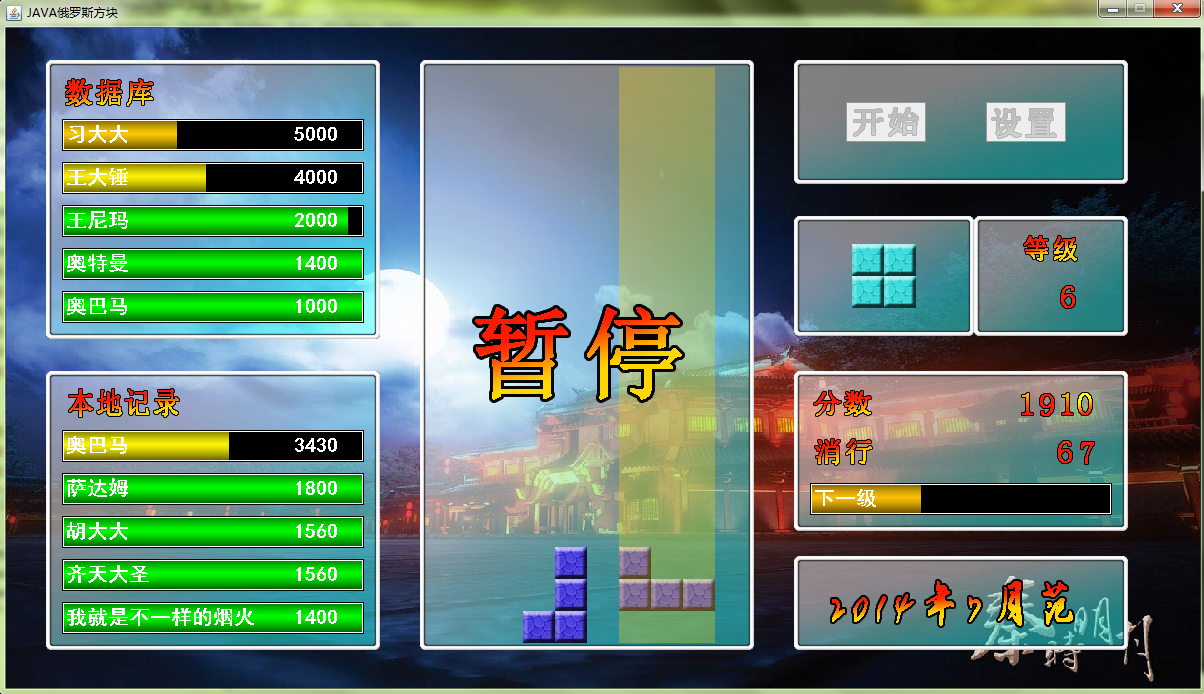 JAVA俄罗斯方块
数据库
习大大 5000
王大锤 4000
王尼玛 2000
奥特曼 1400
奥巴马 1000
本地记录
奥巴马 3430
萨达姆 1800
胡大大 1560
齐天大圣 1560
我就是不一样的烟火 1400
暂停
开始 设置
等级
6
分数 1910
消行 67
下一级
2014年7月范
秦時明月